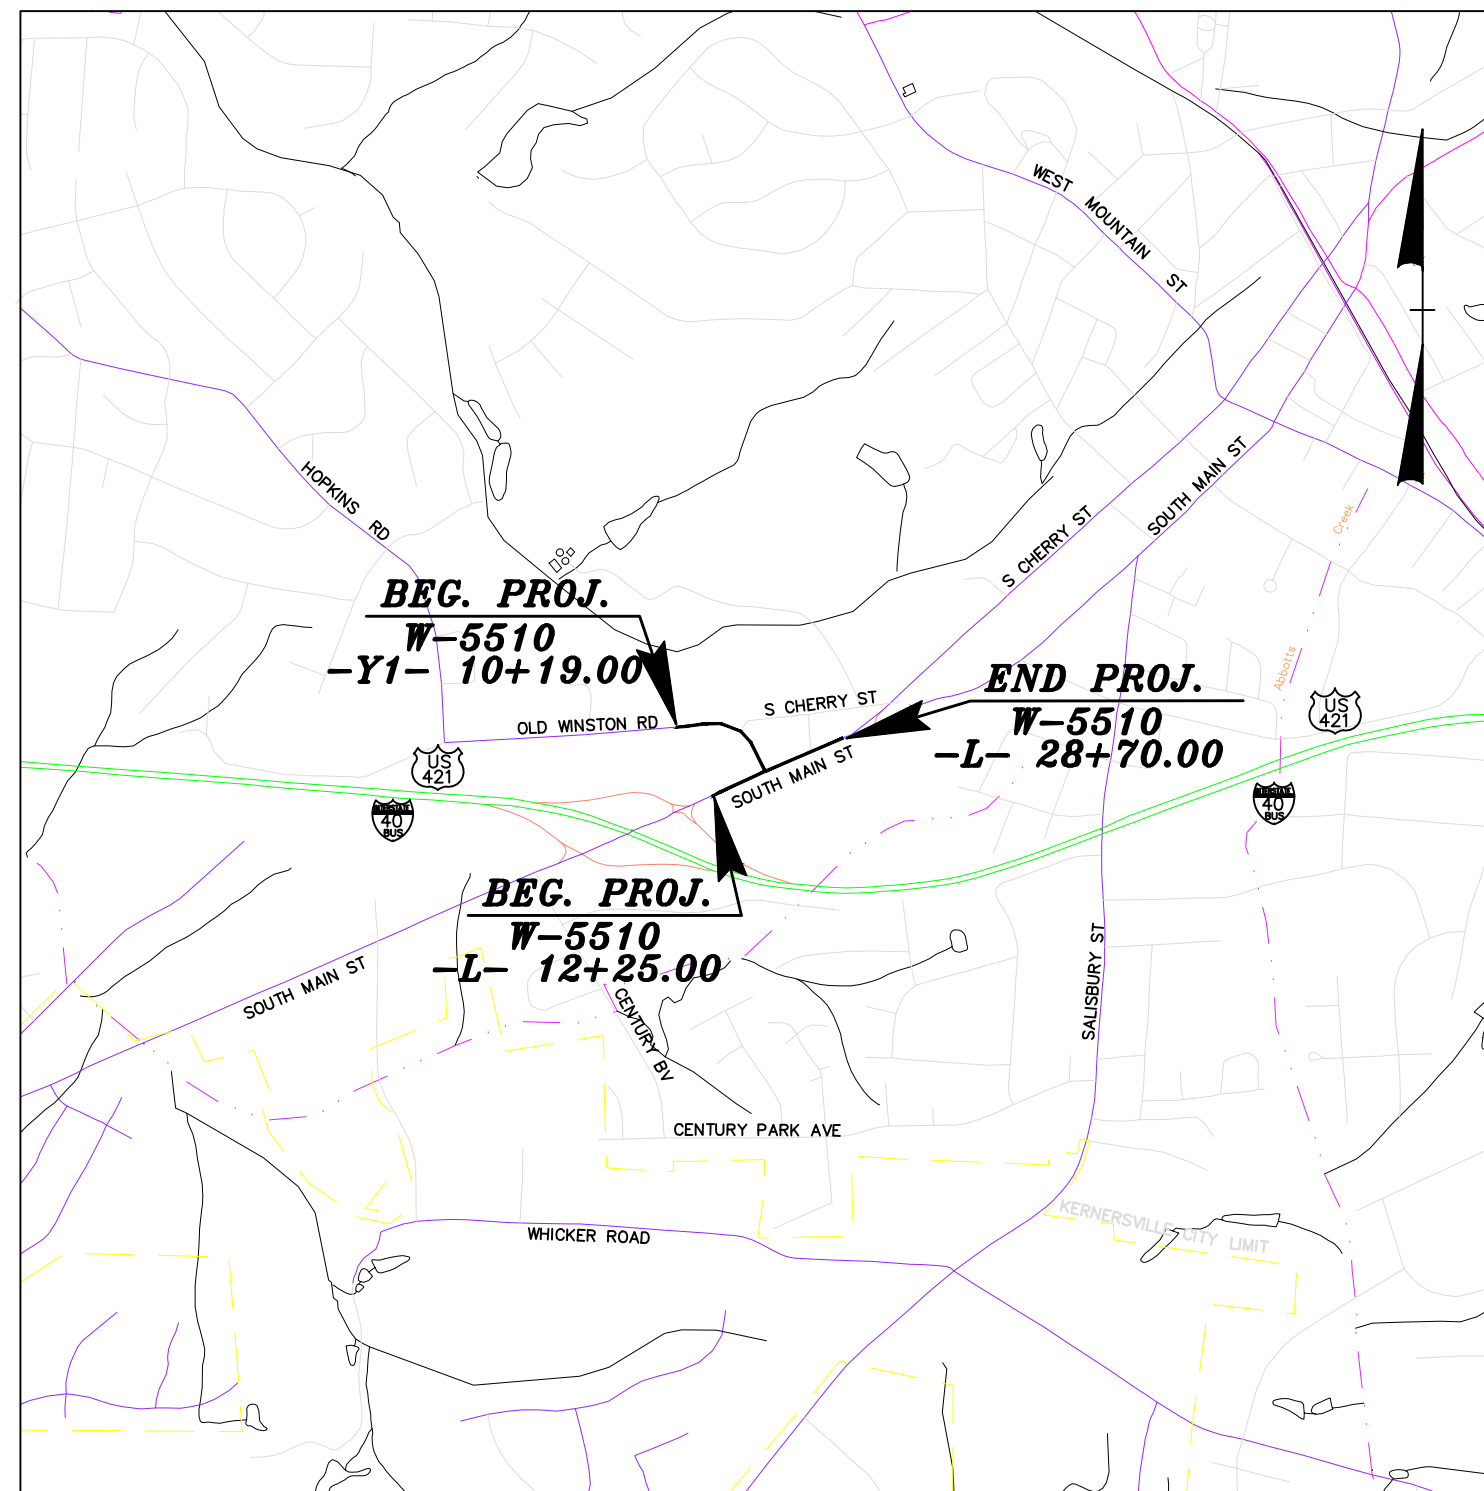 WEST MOUNTAIN ST
HOPKINS RD
S CHERRY ST
SOUTH MAIN ST
Creek
Abbotts
BEG. PROJ.
W-5510
-Y1- 10+19.00
S CHERRY ST
OLD WINSTON RD
END PROJ.
W-5510
-L- 28+70.00
US
421
US
421
SOUTH MAIN ST
INTERSTATE
40
BUS
INTERSTATE
40
BUS
BEG. PROJ.
W-5510
-L- 12+25.00
SOUTH MAIN ST
CENTURY BV
SALISBURY ST
CENTURY PARK AVE
WHICKER ROAD
KERNERSVILLE CITY LIMIT